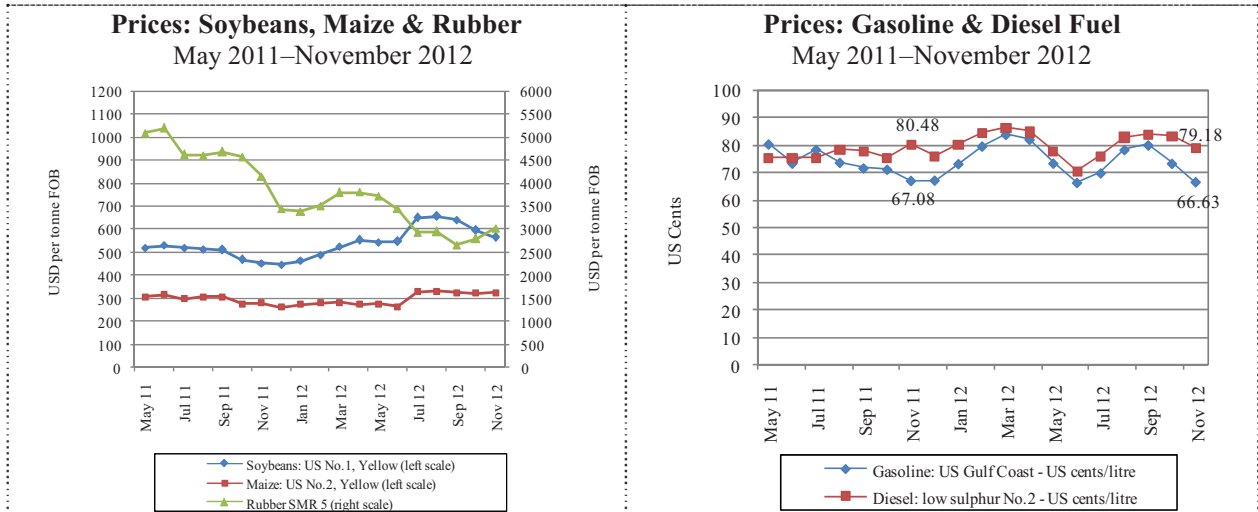 Prices: Soybeans, Maize & Rubber
May 2011–November 2012
1200
1100
1000
900
800
700
600
500
400
300
200
100
0
USD per tonne FOB
6000
5500
5000
4500
4000
3500
3000
2500
2000
1500
1000
500
0
USD per tonne FOB
May 11
Jul 11
Sep 11
Nov 11
Jan 12
Mar 12
May 12
Jul 12
Sep 12
Nov 12
Soybeans: US No.1, Yellow (left scale)
Maize: US No.2, Yellow (left scale)
Rubber SMR 5 (right scale)
Prices: Gasoline & Diesel Fuel
May 2011–November 2012
100
90
80
70
60
50
40
30
20
10
0
US Cents
80.48
67.08
79.18
66.63
May 11
Jul 11
Sep 11
Nov 11
Jan 12
Mar 12
May 12
Jul 12
Sep 12
Nov 12
Gasoline: US Gulf Coast - US cents/litre
Diesel: low sulphur No.2 - US cents/litre